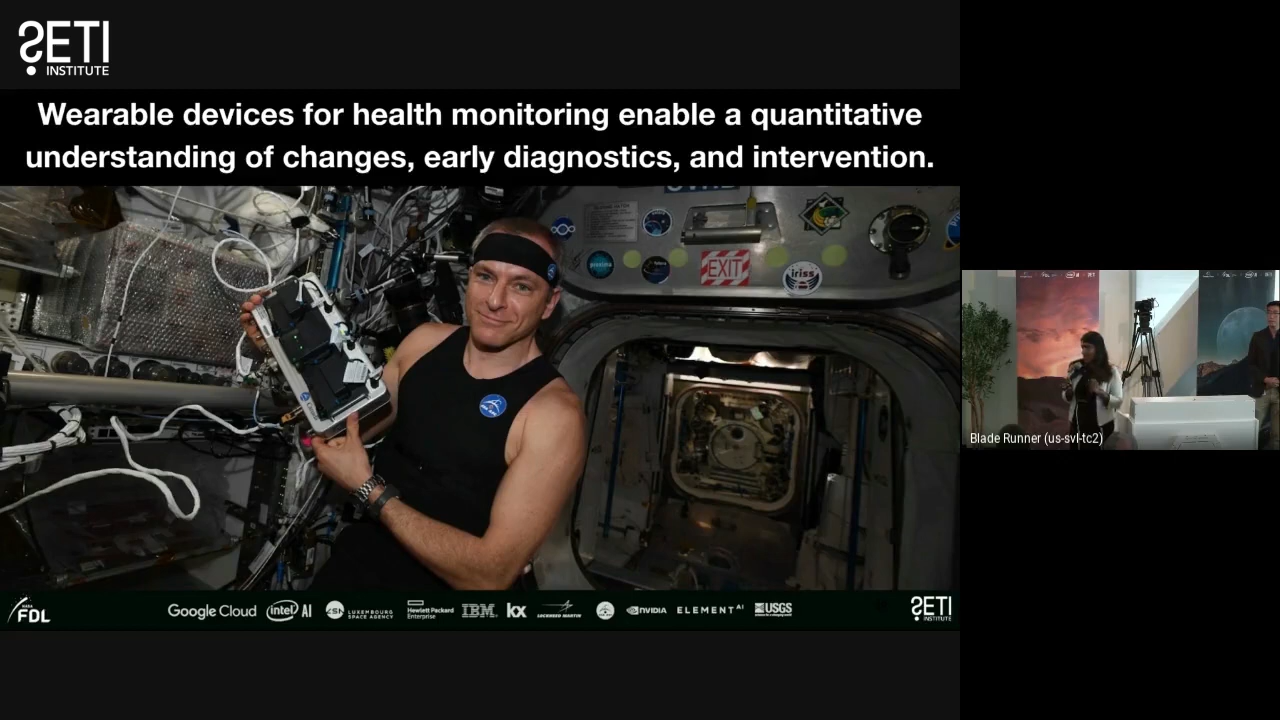 SETI
INSTITUTE
Wearable devices for health monitoring enable a quantitative
understanding of changes, early diagnostics, and intervention.
EXIT
iriss
Blade Runner (us-svl-tc2)
FDL
Google Cloud
intel AI
LUXEMBOURG
SPACE AGENCY
Hewlett Packard
Enterprise
IBM
kx
LOCKHEED MARTIN
NVIDIA
ELEMENT AI
USGS
SETI
INSTITUTE